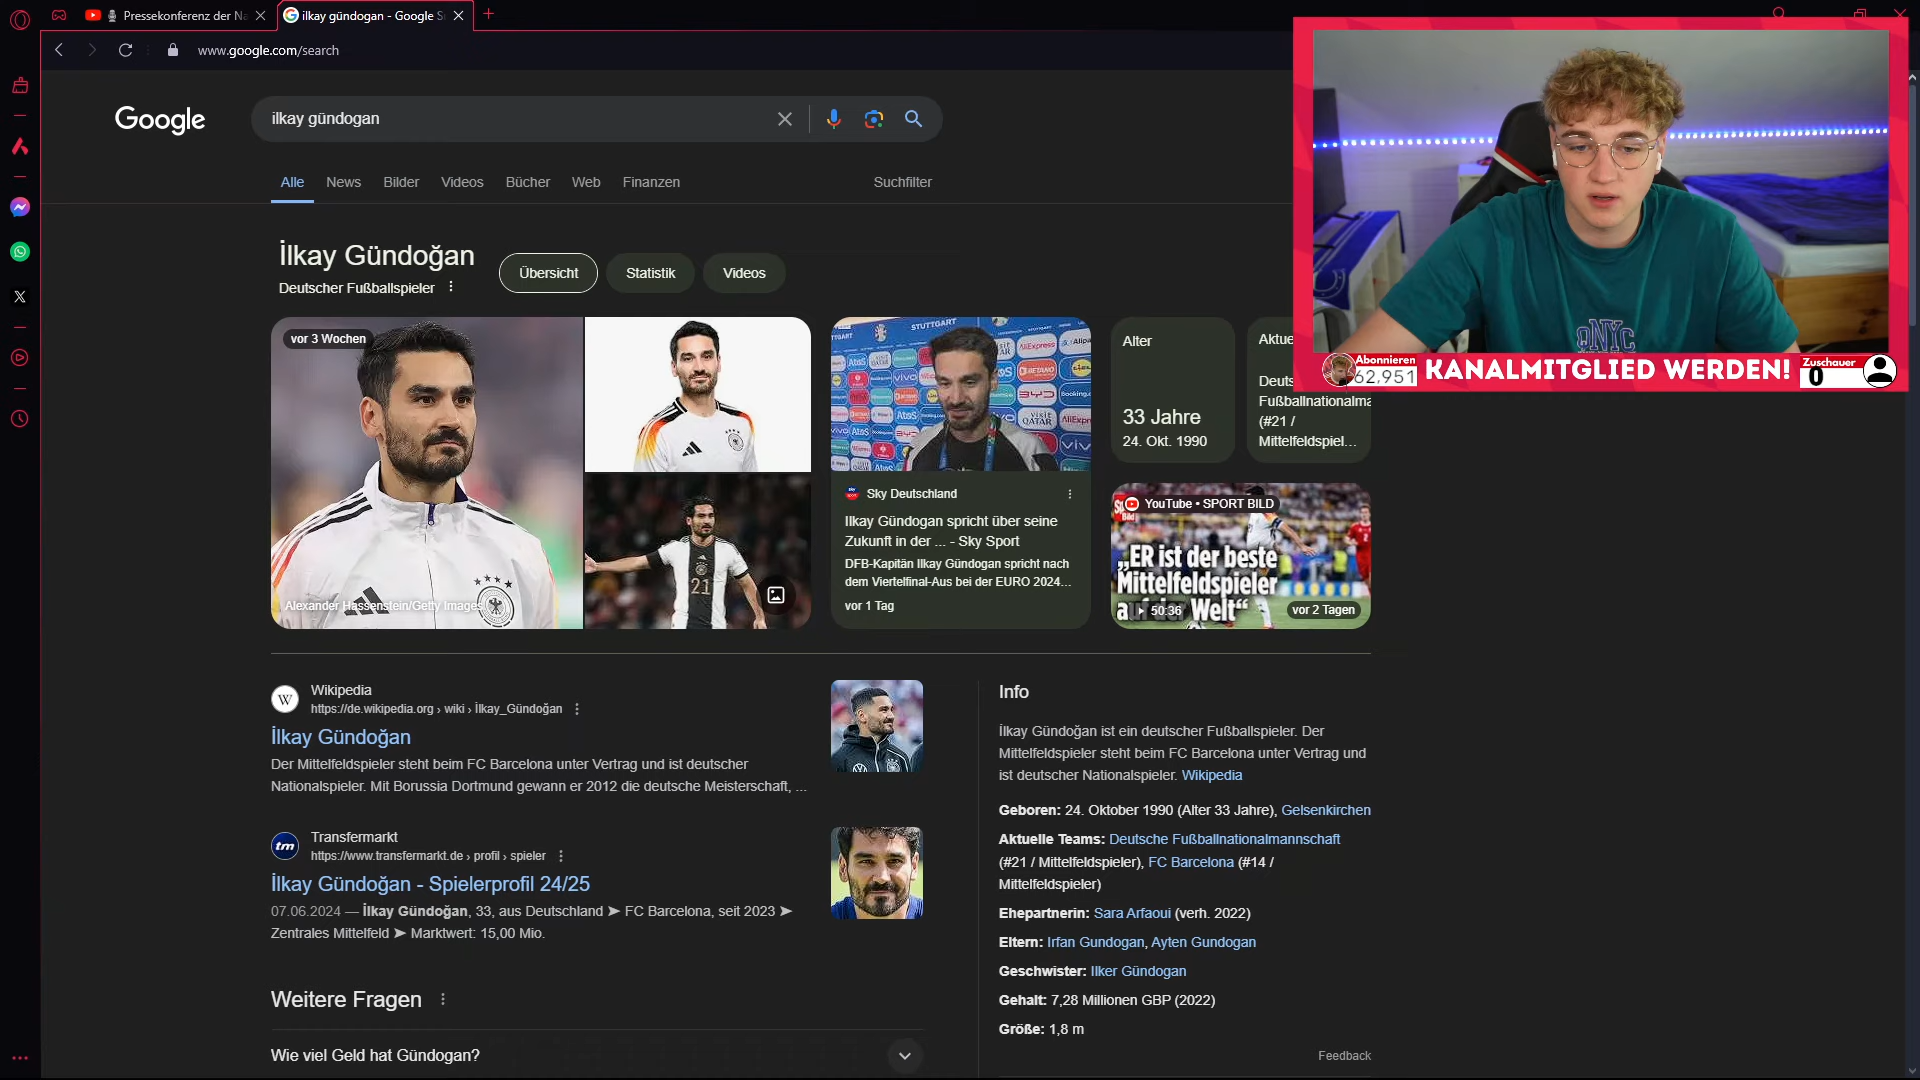 Pressekonferenz der Na
ilkay gündogan - Google S
www.google.com/search
Google
ilkay gündogan
Alle
News
Bilder
Videos
Bücher
Web
Finanzen
Suchfilter
İlkay Gündoğan
Deutscher Fußballspieler
Übersicht
Statistik
Videos
vor 3 Wochen
Alexander Hassenstein/Getty Images
21
STUTTGART
Sky Deutschland
Ilkay Gündogan spricht über seine
Zukunft in der ... - Sky Sport
DFB-Kapitän Ilkay Gündogan spricht nach
dem Viertelfinal-Aus bei der EURO 2024...
vor 1 Tag
Alter
33 Jahre
24. Okt. 1990
Aktue
Deuts
Fußballnationalma
(#21 /
Mittelfeldspiel...
YouTube • SPORT BILD
„ER ist der beste
Mittelfeldspieler
auf der Welt“
50:36
vor 2 Tagen
Abonnieren
62,951
KANALMITGLIED WERDEN!
Zuschauer
0
W
Wikipedia
https://de.wikipedia.org › wiki › İlkay_Gündoğan
İlkay Gündoğan
Der Mittelfeldspieler steht beim FC Barcelona unter Vertrag und ist deutscher
Nationalspieler. Mit Borussia Dortmund gewann er 2012 die deutsche Meisterschaft, ...
tm
Transfermarkt
https://www.transfermarkt.de › profil › spieler
İlkay Gündoğan - Spielerprofil 24/25
07.06.2024 — İlkay Gündoğan, 33, aus Deutschland ➤ FC Barcelona, seit 2023 ➤
Zentrales Mittelfeld ➤ Marktwert: 15,00 Mio.
Weitere Fragen
Wie viel Geld hat Gündogan?
Info
İlkay Gündoğan ist ein deutscher Fußballspieler. Der
Mittelfeldspieler steht beim FC Barcelona unter Vertrag und
ist deutscher Nationalspieler. Wikipedia
Geboren: 24. Oktober 1990 (Alter 33 Jahre), Gelsenkirchen
Aktuelle Teams: Deutsche Fußballnationalmannschaft
(#21 / Mittelfeldspieler), FC Barcelona (#14 /
Mittelfeldspieler)
Ehepartnerin: Sara Arfaoui (verh. 2022)
Eltern: Irfan Gundogan, Ayten Gundogan
Geschwister: Ilker Gündogan
Gehalt: 7,28 Millionen GBP (2022)
Größe: 1,8 m
Feedback